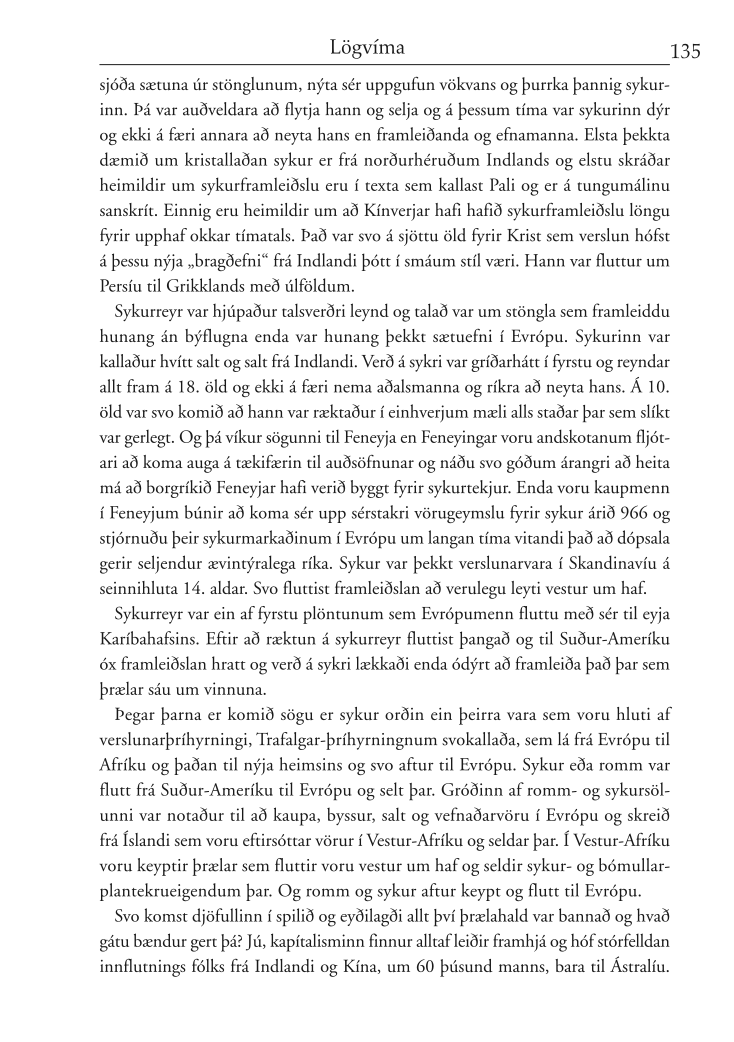 Lögvíma
135
sjóða sætuna úr stönglunum, nýta sér uppgufun vökvans og þurrka þannig sykur-
inn. Þá var auðveldara að flytja hann og selja og á þessum tíma var sykurinn dýr
og ekki á færi annara að neyta hans en framleiðanda og efnamanna. Elsta þekkta
dæmið um kristallaðan sykur er frá norðurhéruðum Indlands og elstu skráðar
heimildir um sykurframleiðslu eru í texta sem kallast Pali og er á tungumálinu
sanskrít. Einnig eru heimildir um að Kínverjar hafi hafið sykurframleiðslu löngu
fyrir upphaf okkar tímatals. Það var svo á sjöttu öld fyrir Krist sem verslun hófst
á þessu nýja „bragðefni“ frá Indlandi þótt í smáum stíl væri. Hann var fluttur um
Persíu til Grikklands með úlföldum.
Sykurreyr var hjúpaður talsverðri leynd og talað var um stöngla sem framleiddu
hunang án býflugna enda var hunang þekkt sætuefni í Evrópu. Sykurinn var
kallaður hvítt salt og salt frá Indlandi. Verð á sykri var gríðarhátt í fyrstu og reyndar
allt fram á 18. öld og ekki á færi nema aðalsmanna og ríkra að neyta hans. Á 10.
öld var svo komið að hann var ræktaður í einhverjum mæli alls staðar þar sem slíkt
var gerlegt. Og þá víkur sögunni til Feneyja en Feneyingar voru andskotanum fljót-
ari að koma auga á tækifærin til auðsöfnunar og náðu svo góðum árangri að heita
má að borgríkið Feneyjar hafi verið byggt fyrir sykurtekjur. Enda voru kaupmenn
í Feneyjum búnir að koma sér upp sérstakri vörugeymslu fyrir sykur árið 966 og
stjórnuðu þeir sykurmarkaðinum í Evrópu um langan tíma vitandi það að dópsala
gerir seljendur ævintýralega ríka. Sykur var þekkt verslunarvara í Skandinavíu á
seinnihluta 14. aldar. Svo fluttist framleiðslan að verulegu leyti vestur um haf.
Sykurreyr var ein af fyrstu plöntunum sem Evrópumenn fluttu með sér til eyja
Karíbahafsins. Eftir að ræktun á sykurreyr fluttist þangað og til Suður-Ameríku
óx framleiðslan hratt og verð á sykri lækkaði enda ódýrt að framleiða það þar sem
þrælar sáu um vinnuna.
Þegar þarna er komið sögu er sykur orðin ein þeirra vara sem voru hluti af
verslunarþríhyrningi, Trafalgar-þríhyrningnum svokallaða, sem lá frá Evrópu til
Afríku og þaðan til nýja heimsins og svo aftur til Evrópu. Sykur eða romm var
flutt frá Suður-Ameríku til Evrópu og selt þar. Gróðinn af romm- og sykursöl-
unni var notaður til að kaupa, byssur, salt og vefnaðarvöru í Evrópu og skreið
frá Íslandi sem voru eftirsóttar vörur í Vestur-Afríku og seldar þar. Í Vestur-Afríku
voru keyptir þrælar sem fluttir voru vestur um haf og seldir sykur- og bómullar-
plantekrueigendum þar. Og romm og sykur aftur keypt og flutt til Evrópu.
Svo komst djöfullinn í spilið og eyðilagði allt því þrælahald var bannað og hvað
gátu bændur gert þá? Jú, kapítalisminn finnur alltaf leiðir framhjá og hóf stórfelldan
innflutnings fólks frá Indlandi og Kína, um 60 þúsund manns, bara til Ástralíu.